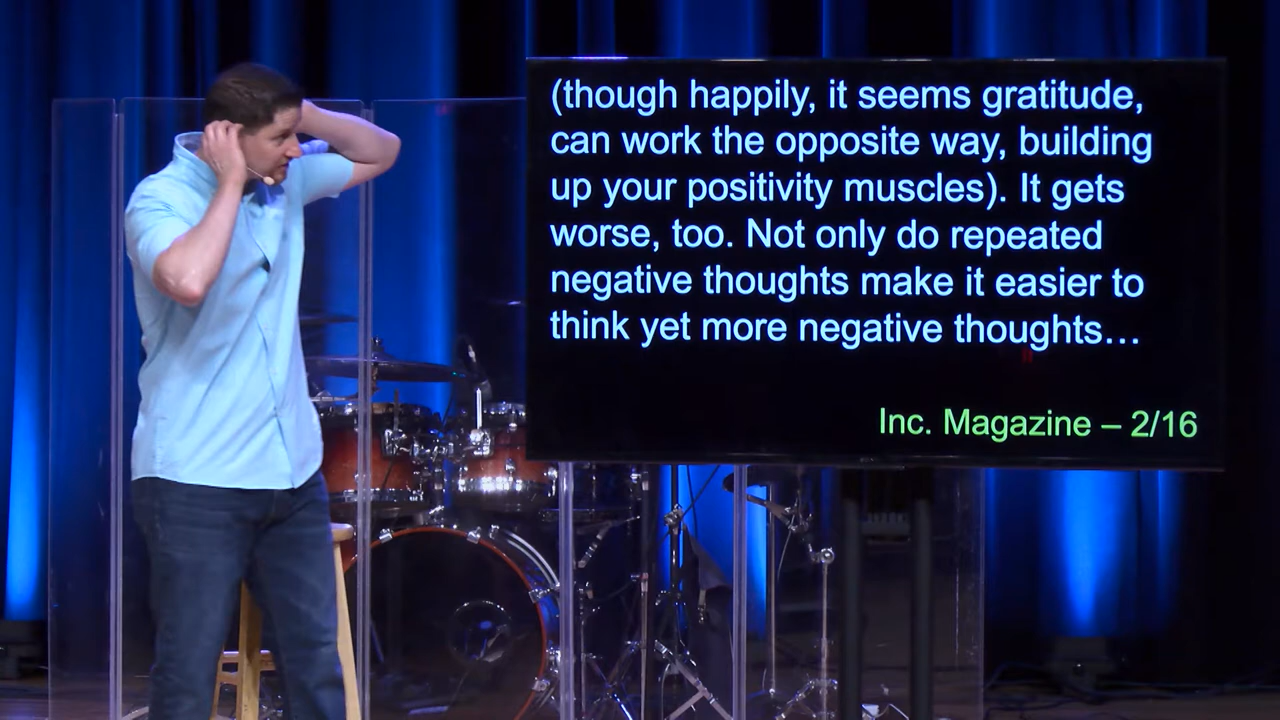 (though happily, it seems gratitude,
can work the opposite way, building
up your positivity muscles). It gets
worse, too. Not only do repeated
negative thoughts make it easier to
think yet more negative thoughts…
Inc. Magazine – 2/16